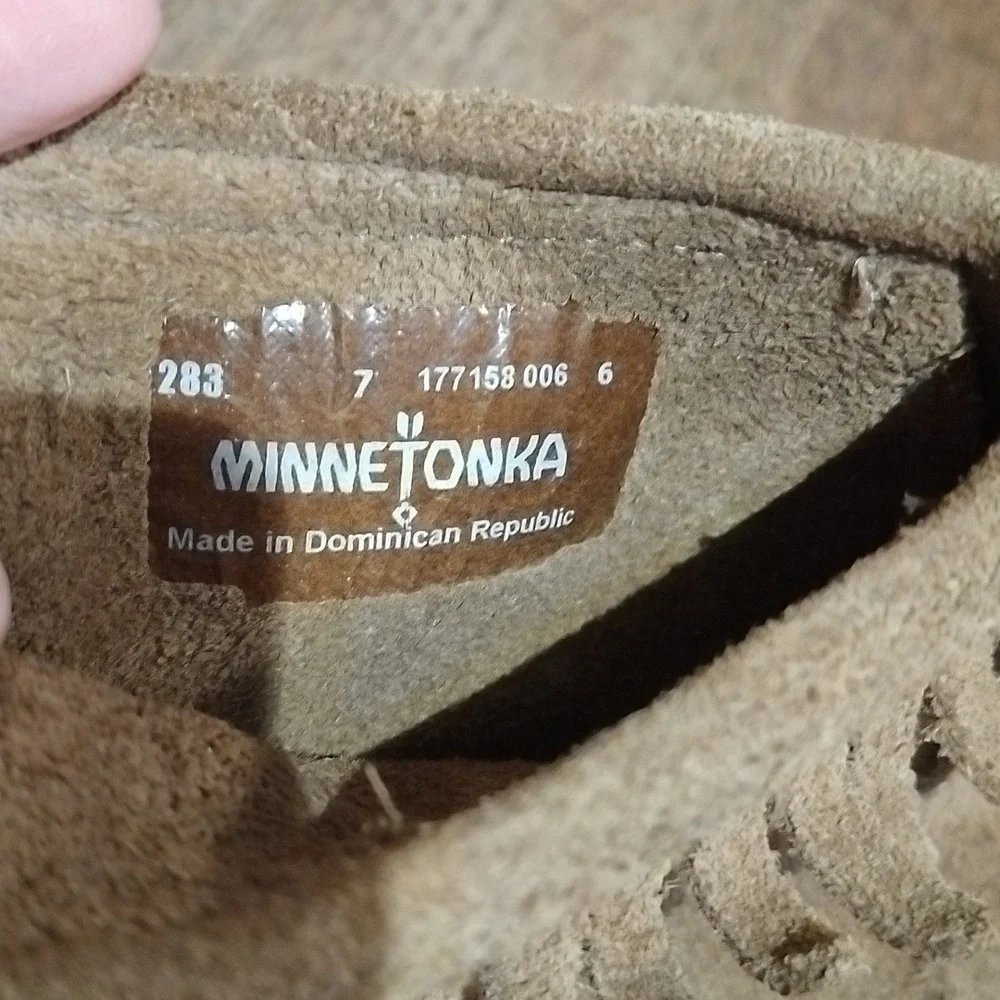 283 7 177158 006 6
MINNETONKA
Made in Dominican Republic